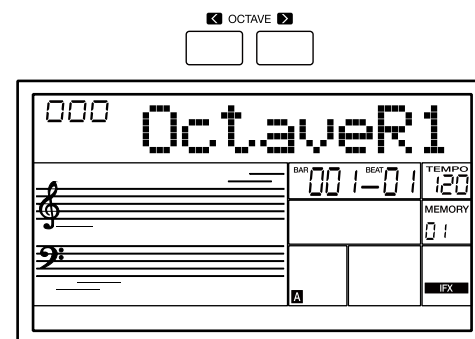 OCTAVE
000 OctaveR1
BAR 001 BEAT-01 TEMPO 120
MEMORY
01
A IFX